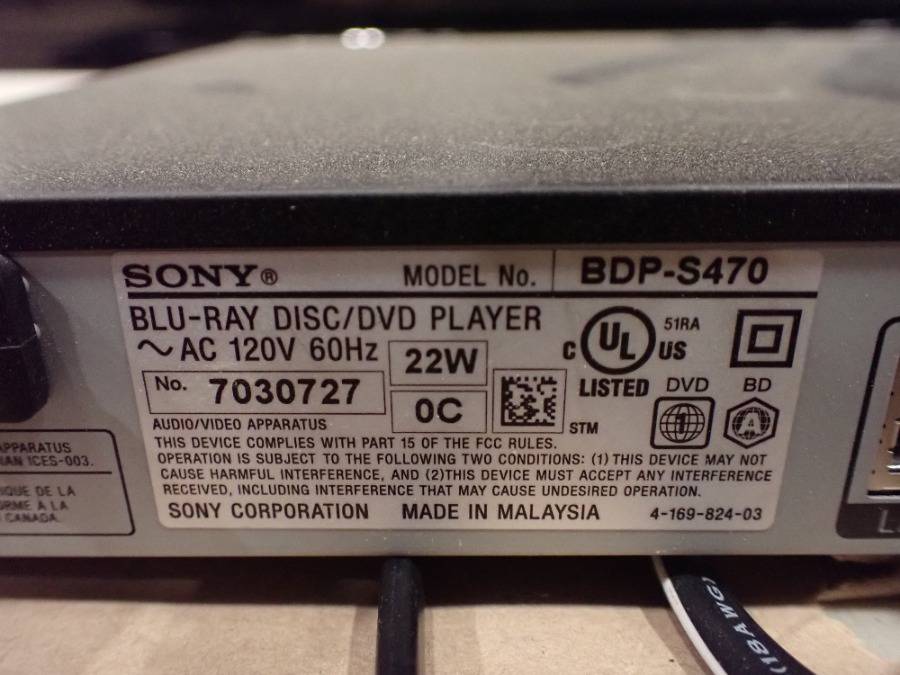 SONY® MODEL No. BDP-S470
BLU-RAY DISC/DVD PLAYER
~ AC 120V 60Hz 22W
No. 7030727
0C
STM
C UL US 51RA
LISTED
DVD BD
1 A
AUDIO/VIDEO APPARATUS
THIS DEVICE COMPLIES WITH PART 15 OF THE FCC RULES.
OPERATION IS SUBJECT TO THE FOLLOWING TWO CONDITIONS: (1) THIS DEVICE MAY NOT
CAUSE HARMFUL INTERFERENCE, AND (2)THIS DEVICE MUST ACCEPT ANY INTERFERENCE
RECEIVED, INCLUDING INTERFERENCE THAT MAY CAUSE UNDESIRED OPERATION.
SONY CORPORATION MADE IN MALAYSIA 4-169-824-03
APPARATUS
ICES-003.
DE LA
À LA
CANADA.
(18AWG)